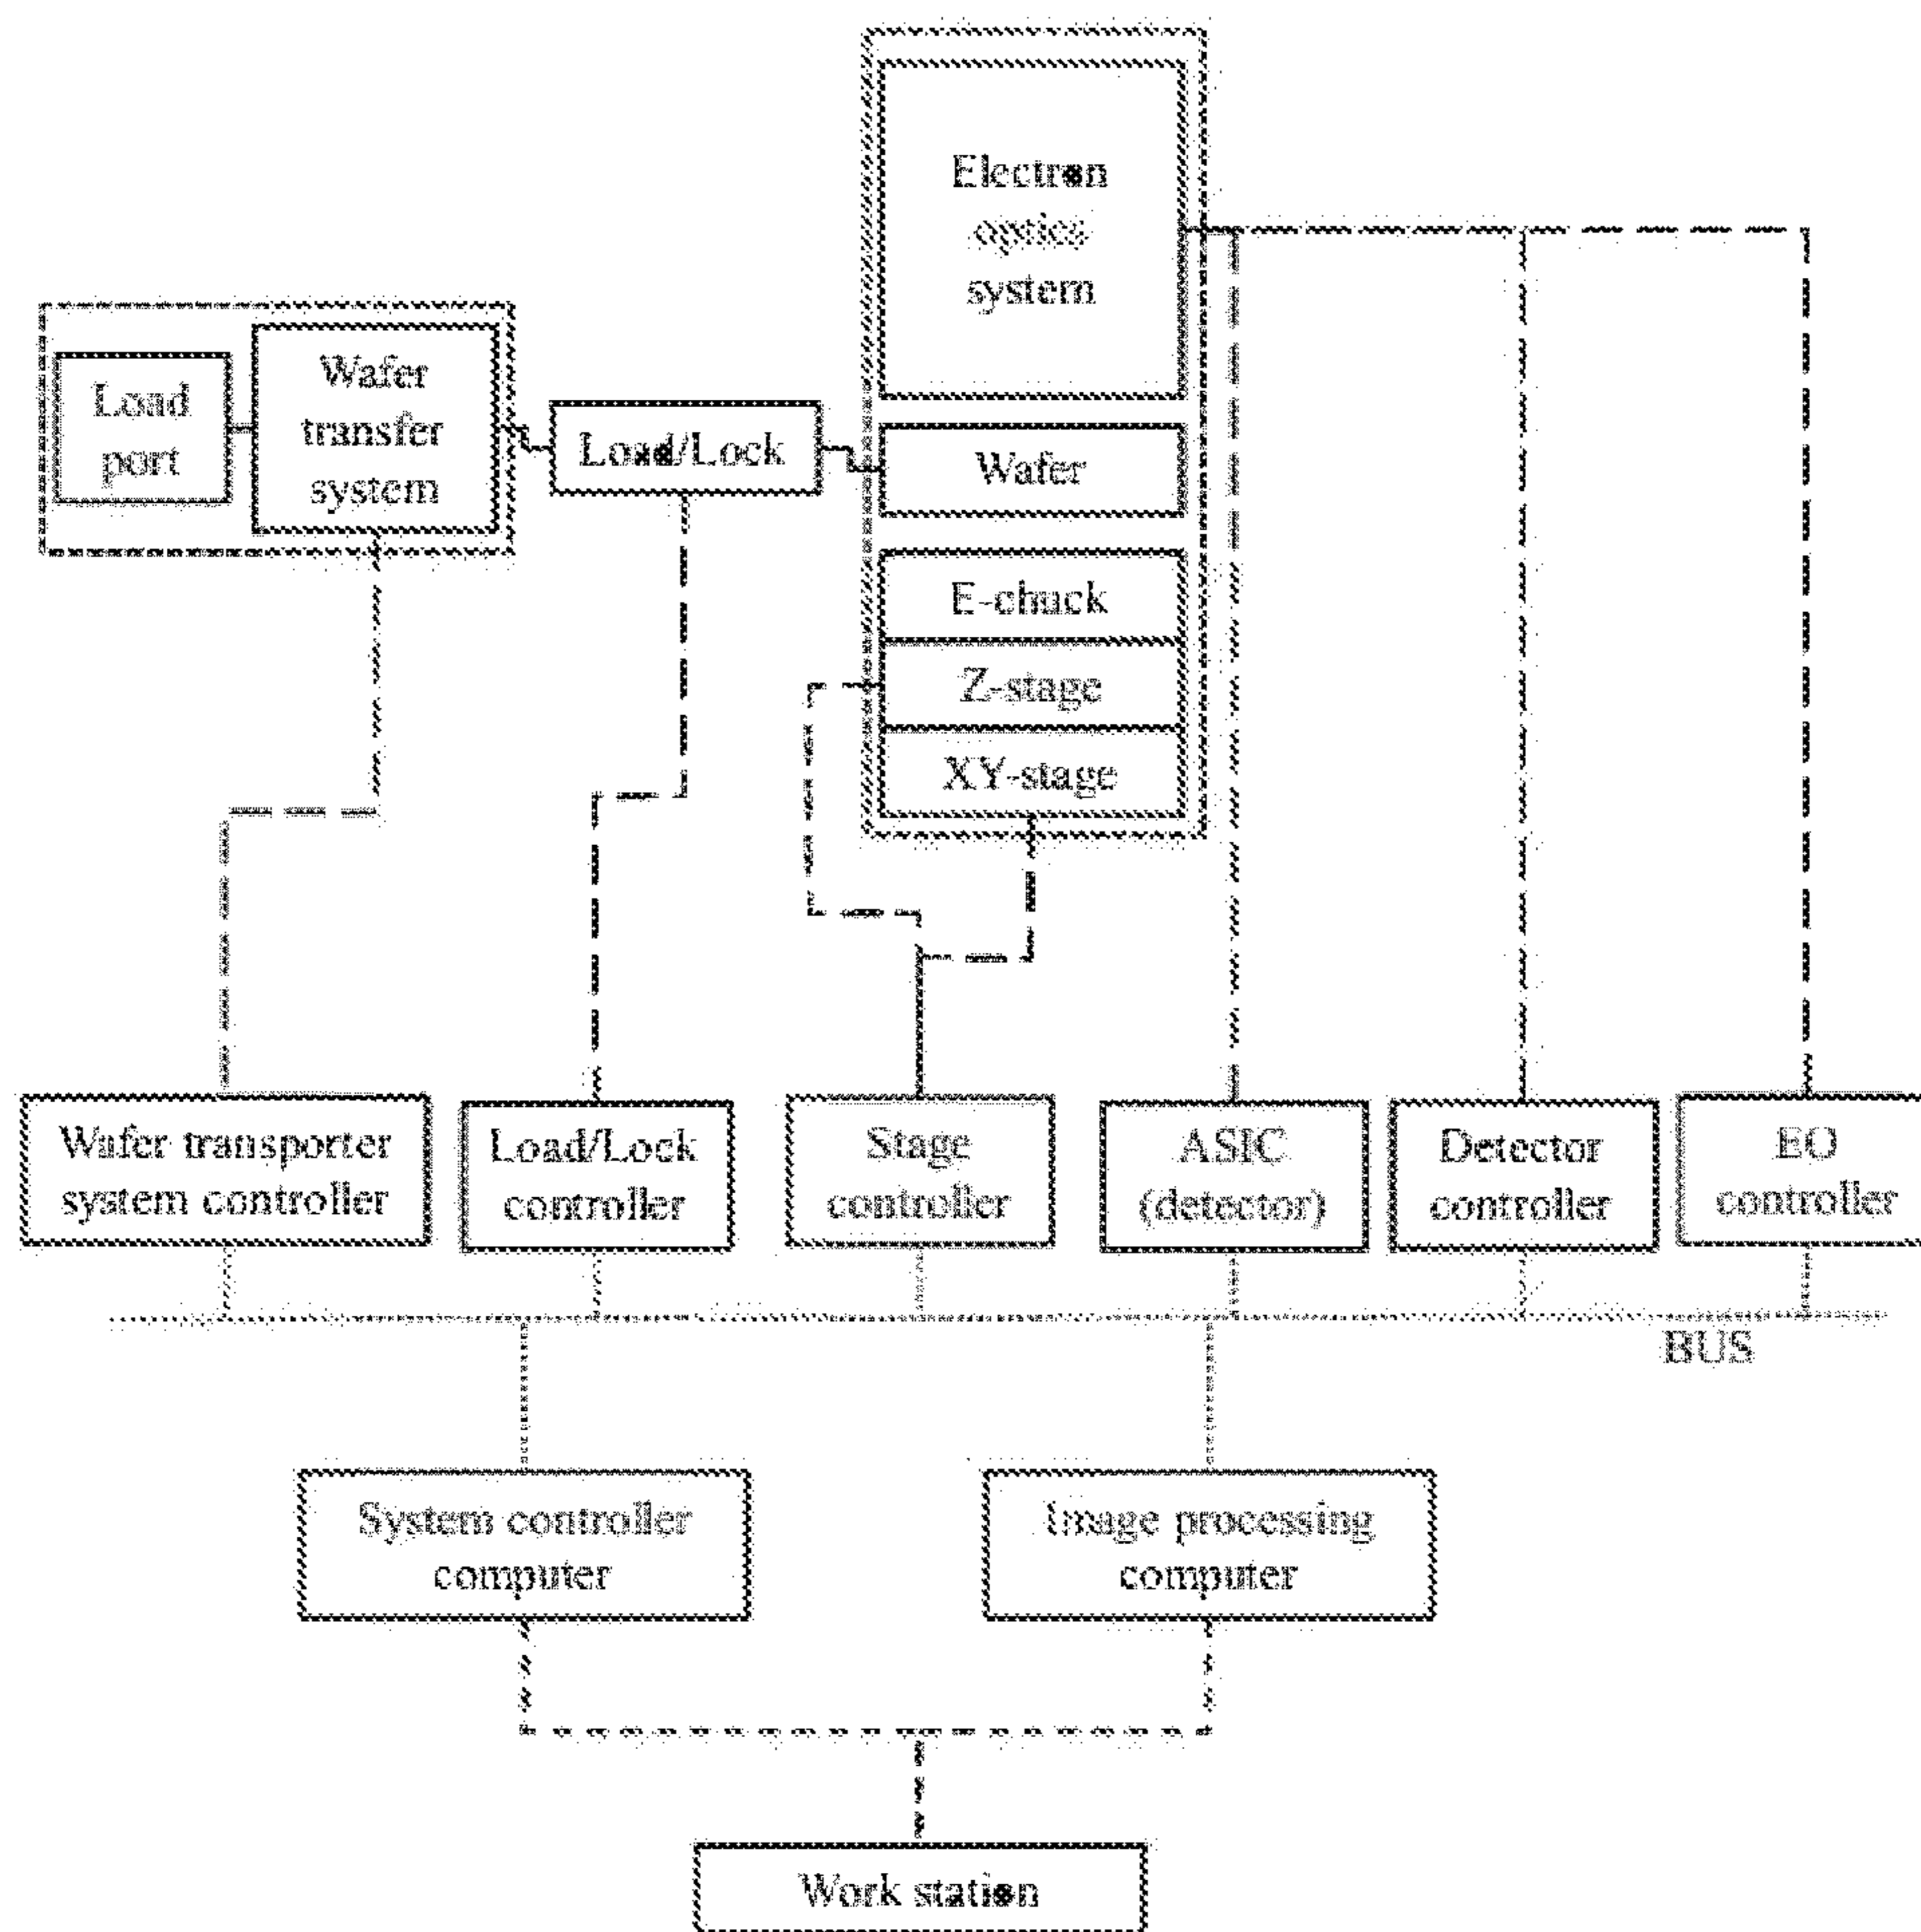 Electron
optics
system
Load
port
Wafer
transfer
system
Load/Lock
Wafer
E-chuck
Z-stage
XY-stage
Wafer transporter
system controller
Load/Lock
controller
Stage
controller
ASIC
(detector)
Detector
controller
EO
controller
BUS
System controller
computer
Image processing
computer
Work station